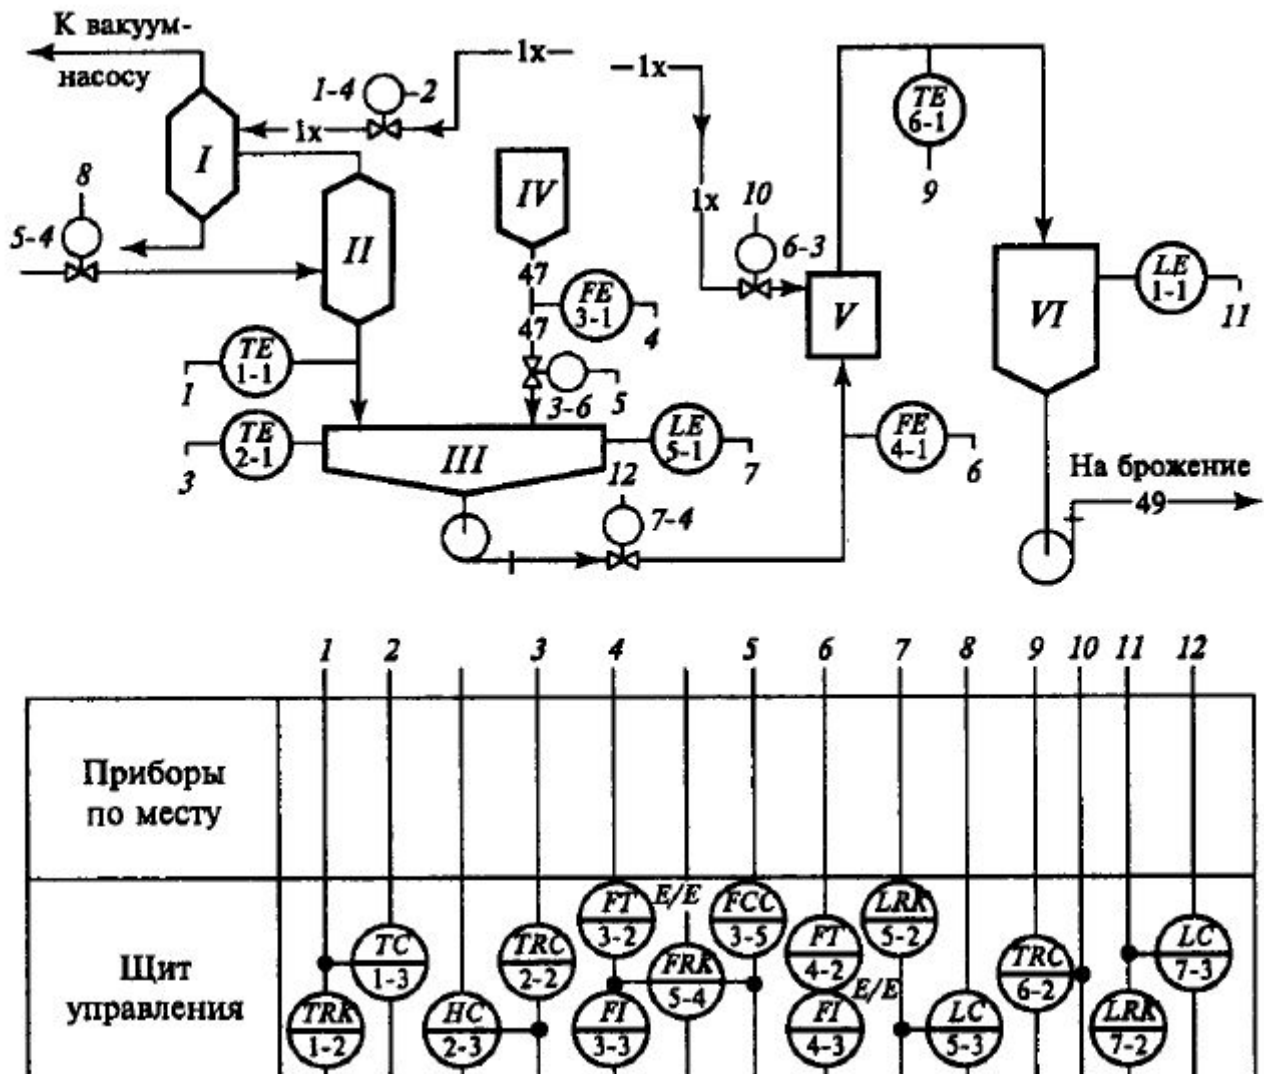 К вакуум-
насосу
1-4
2
1x
1x
I
8
5-4
II
IV
47
FE
3-1
47
4
TE
1-1
1
3-6
5
TE
2-1
3
III
LE
5-1
7
12
7-4
1x
1x
10
6-3
V
TE
6-1
9
VI
LE
1-1
11
FE
4-1
6
На брожение
49
1 2 3 4 5 6 7 8 9 10 11 12
Приборы
по месту
Щит
управления
TRK
1-2
TC
1-3
HC
2-3
TRC
2-2
FT
3-2
FI
3-3
E/E
FRK
5-4
FCC
3-5
FT
4-2
E/E
FI
4-3
LRK
5-2
LC
5-3
TRC
6-2
LRK
7-2
LC
7-3